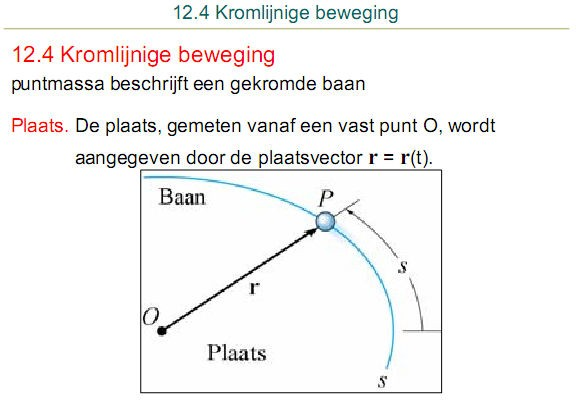 12.4 Kromlijnige beweging
12.4 Kromlijnige beweging
puntmassa beschrijft een gekromde baan
Plaats. De plaats, gemeten vanaf een vast punt O, wordt
aangegeven door de plaatsvector r = r(t).
Baan
P
s
r
O
Plaats
s